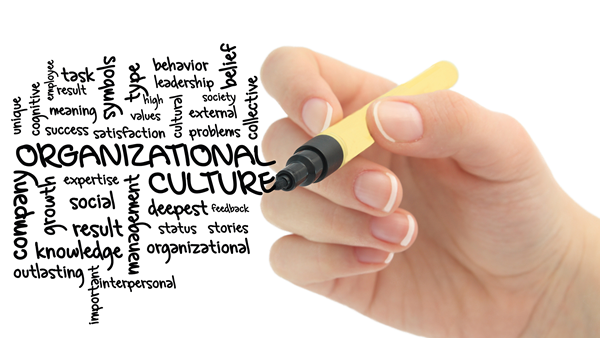 unique
cognitive
employee
task
result
meaning
success
symbols
satisfaction
type
high
values
behavior
leadership
cultural
society
external
problems
belief
collective
ORGANIZATIONAL
CULTURE
company
growth
expertise
social
result
knowledge
outlasting
important
management
interpersonal
deepest
feedback
status stories
organizational